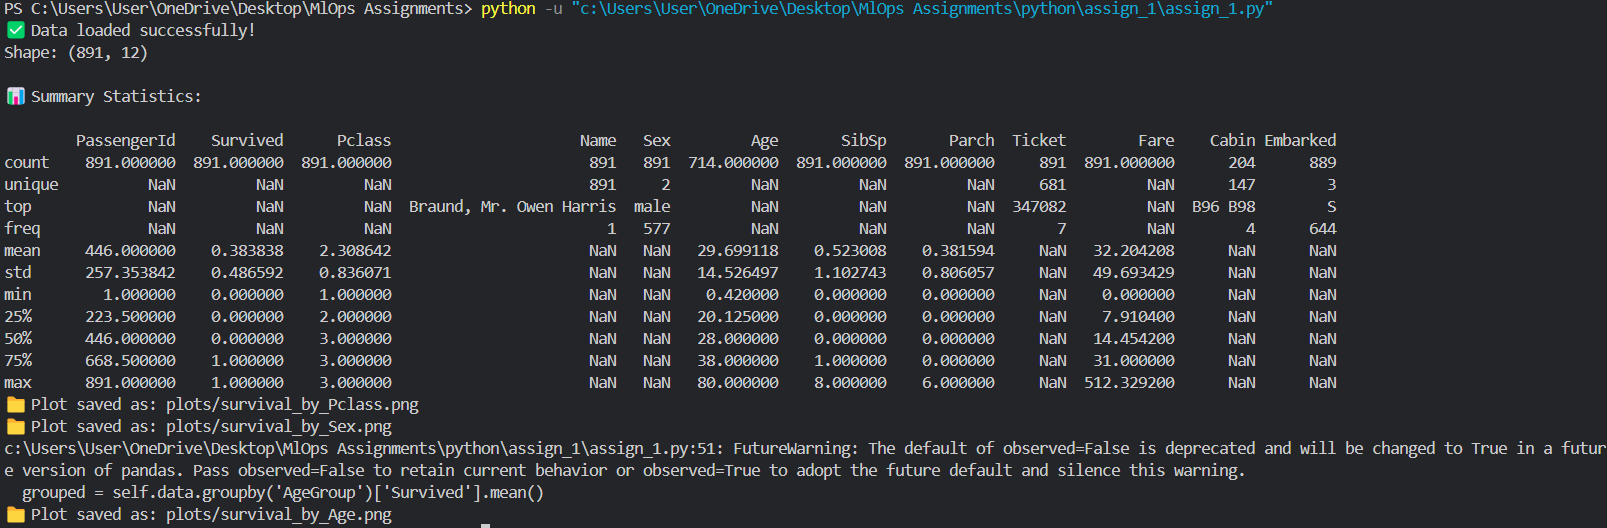 PS C:\Users\User\OneDrive\Desktop\MlOps Assignments> python -u "c:\Users\User\OneDrive\Desktop\MlOps Assignments\python\assign_1\assign_1.py"
✅ Data loaded successfully!
Shape: (891, 12)
📊 Summary Statistics:
PassengerId Survived Pclass Name Sex Age SibSp Parch Ticket Fare Cabin Embarked
count 891.000000 891.000000 891.000000 891 891 714.000000 891.000000 891.000000 891 891.000000 204 889
unique NaN NaN NaN 891 2 NaN NaN NaN 681 NaN 147 3
top NaN NaN NaN Braund, Mr. Owen Harris male NaN NaN NaN 347082 NaN B96 B98 S
freq NaN NaN NaN 1 577 NaN NaN NaN 7 NaN 4 644
mean 446.000000 0.383838 2.308642 NaN NaN 29.699118 0.523008 0.381594 NaN 32.204208 NaN NaN
std 257.353842 0.486592 0.836071 NaN NaN 14.526497 1.102743 0.806057 NaN 49.693429 NaN NaN
min 1.000000 0.000000 1.000000 NaN NaN 0.420000 0.000000 0.000000 NaN 0.000000 NaN NaN
25% 223.500000 0.000000 2.000000 NaN NaN 20.125000 0.000000 0.000000 NaN 7.910400 NaN NaN
50% 446.000000 0.000000 3.000000 NaN NaN 28.000000 0.000000 0.000000 NaN 14.454200 NaN NaN
75% 668.500000 1.000000 3.000000 NaN NaN 38.000000 1.000000 0.000000 NaN 31.000000 NaN NaN
max 891.000000 1.000000 3.000000 NaN NaN 80.000000 8.000000 6.000000 NaN 512.329200 NaN NaN
📁 Plot saved as: plots/survival_by_Pclass.png
📁 Plot saved as: plots/survival_by_Sex.png
c:\Users\User\OneDrive\Desktop\MlOps Assignments\python\assign_1\assign_1.py:51: FutureWarning: The default of observed=False is deprecated and will be changed to True in a futur
e version of pandas. Pass observed=False to retain current behavior or observed=True to adopt the future default and silence this warning.
grouped = self.data.groupby('AgeGroup')['Survived'].mean()
📁 Plot saved as: plots/survival_by_Age.png